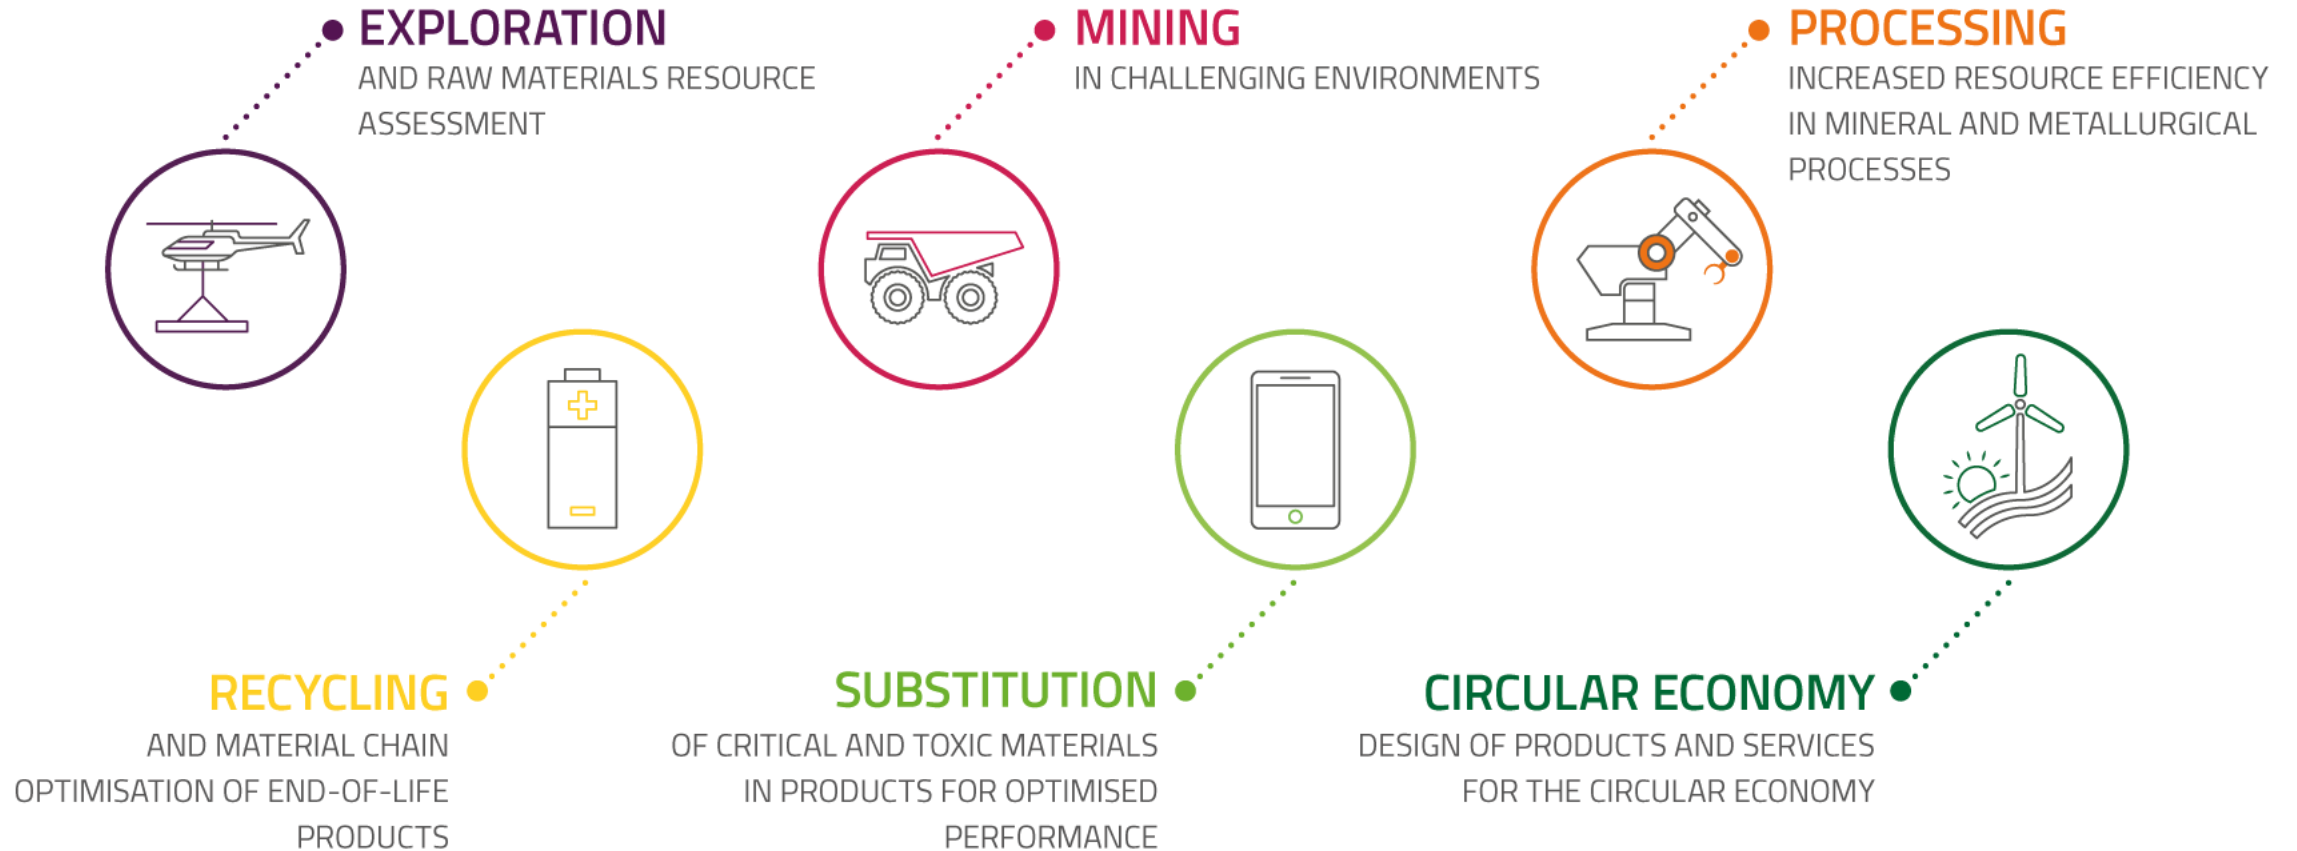 EXPLORATION
AND RAW MATERIALS RESOURCE
ASSESSMENT
MINING
IN CHALLENGING ENVIRONMENTS
PROCESSING
INCREASED RESOURCE EFFICIENCY
IN MINERAL AND METALLURGICAL
PROCESSES
RECYCLING
AND MATERIAL CHAIN
OPTIMISATION OF END-OF-LIFE
PRODUCTS
SUBSTITUTION
OF CRITICAL AND TOXIC MATERIALS
IN PRODUCTS FOR OPTIMISED
PERFORMANCE
CIRCULAR ECONOMY
DESIGN OF PRODUCTS AND SERVICES
FOR THE CIRCULAR ECONOMY